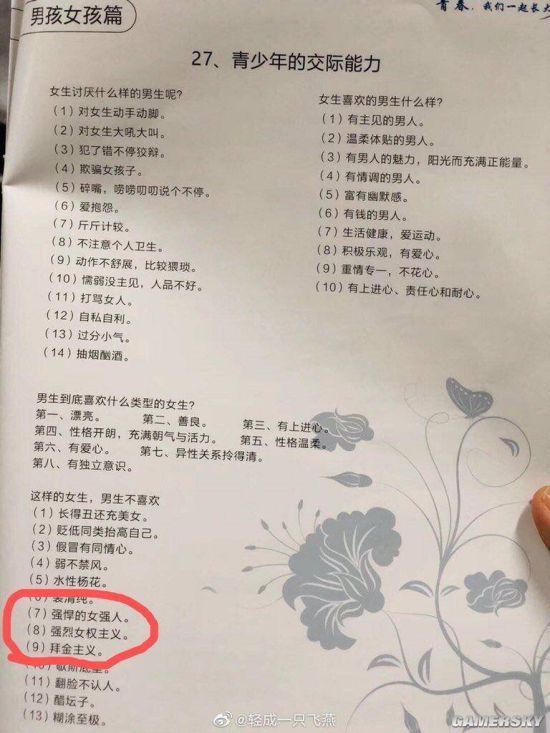 男孩女孩篇
青春，我们一起长大
27、青少年的交际能力
女生讨厌什么样的男生呢？
（1）对女生动手动脚。
（2）对女生大吼大叫。
（3）犯了错不停狡辩。
（4）欺骗女孩子。
（5）碎嘴，唠唠叨叨说个不停。
（6）爱抱怨。
（7）斤斤计较。
（8）不注意个人卫生。
（9）动作不舒展，比较猥琐。
（10）懦弱没主见，人品不好。
（11）打骂女人。
（12）自私自利。
（13）过分小气。
（14）抽烟酗酒。
女生喜欢的男生什么样？
（1）有主见的男人。
（2）温柔体贴的男人。
（3）有男人的魅力，阳光而充满正能量。
（4）有情调的男人。
（5）富有幽默感。
（6）有钱的男人。
（7）生活健康，爱运动。
（8）积极乐观，有爱心。
（9）重情专一，不花心。
（10）有上进心、责任心和耐心。
男生到底喜欢什么类型的女生？
第一、漂亮。 第二、善良。 第三、有上进心。
第四、性格开朗，充满朝气与活力。 第五、性格温柔。
第六、有爱心。 第七、异性关系拎得清。
第八、有独立意识。
这样的女生，男生不喜欢
（1）长得丑还充美女。
（2）贬低同类抬高自己。
（3）假冒有同情心。
（4）弱不禁风。
（5）水性杨花。
（6）装清纯。
（7）强悍的女强人。
（8）强烈女权主义。
（9）拜金主义。
（10）歇斯底里。
（11）翻脸不认人。
（12）醋坛子。
（13）糊涂至极。
@轻成一只飞燕
GAMERSKY